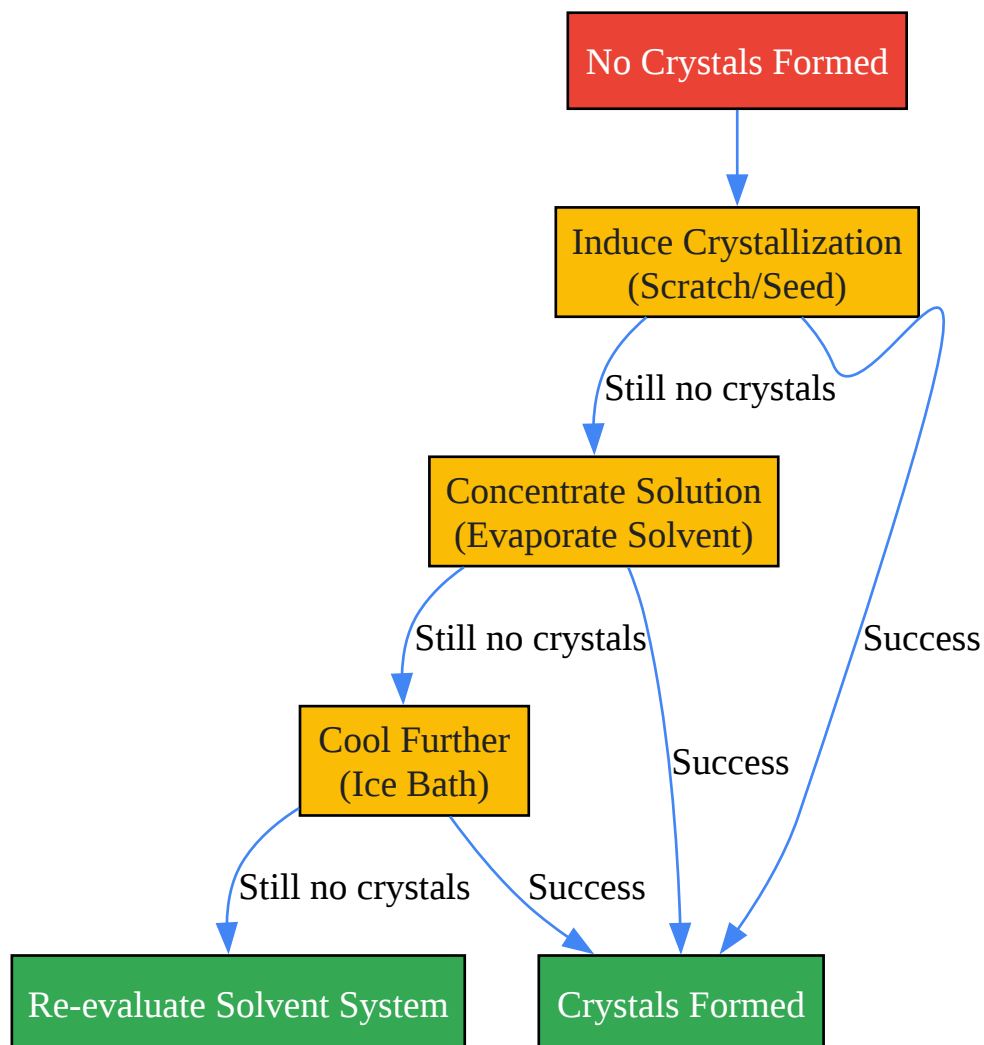 No Crystals Formed
Induce Crystallization
(Scratch/Seed)
Still no crystals
Concentrate Solution
(Evaporate Solvent)
Still no crystals
Success
Cool Further
(Ice Bath)
Success
Still no crystals
Success
Re-evaluate Solvent System
Crystals Formed